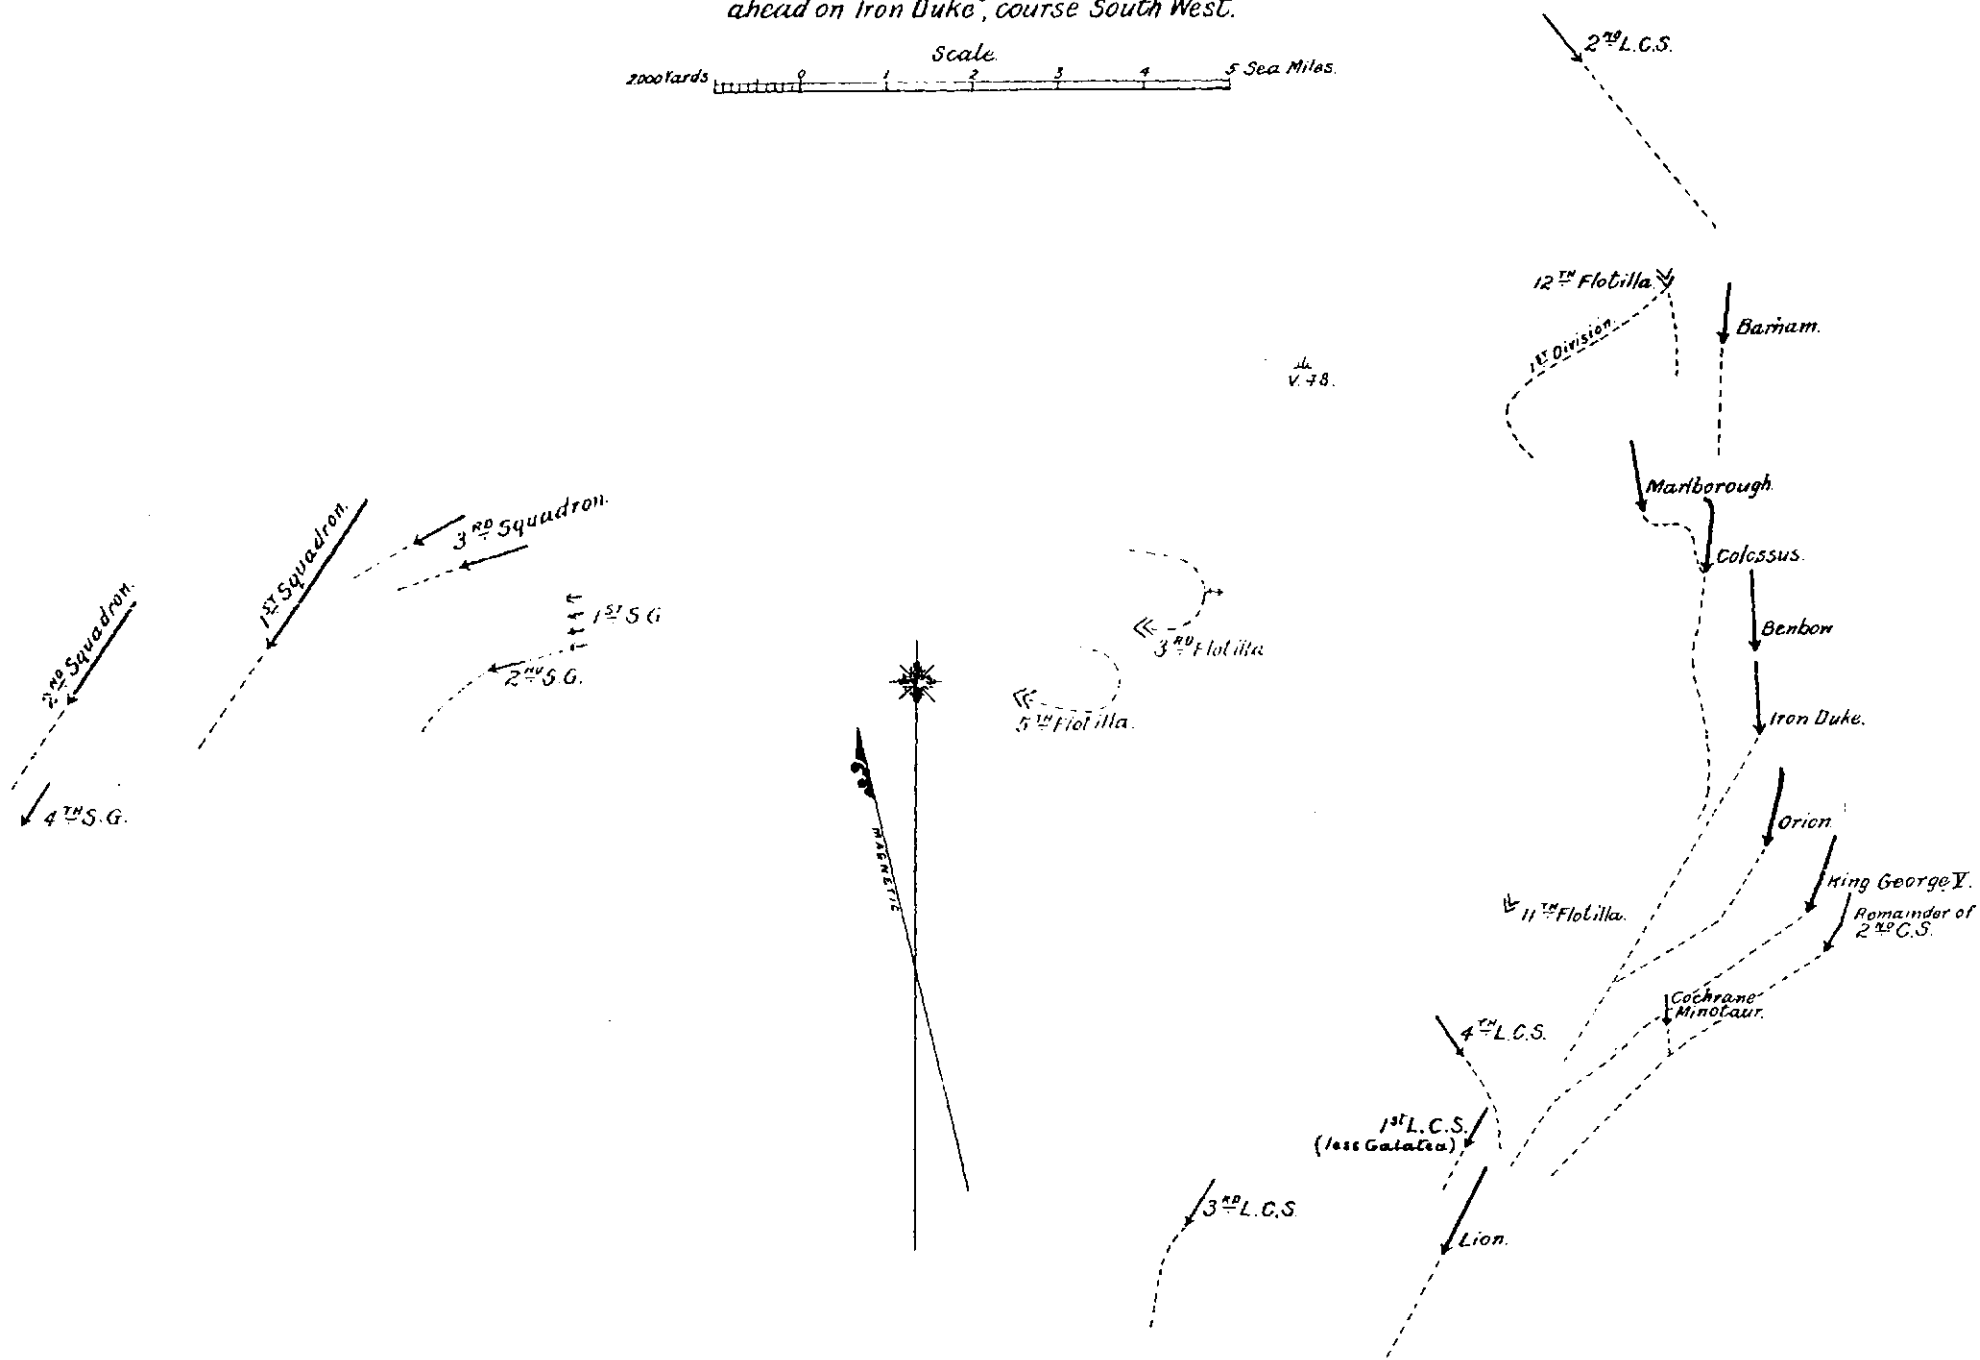 ahead on Iron Duke", course South West.
Scale.
2000 Yards 0 1 2 3 4 5 Sea Miles.
2ND L.C.S.
12TH Flotilla
1ST Division.
Barham.
V.48.
Marlborough.
Colossus.
3RD Squadron.
1ST Squadron.
2ND Squadron.
1ST S.G
2ND S.G.
3RD Flotilla
5TH Flotilla.
Benbow
Iron Duke.
4TH S.G.
MAGNETIC
Orion.
King George V.
Remainder of
2ND C.S.
11TH Flotilla.
Cochrane
Minotaur.
4TH L.C.S.
1st L.C.S.
(less Galatea)
3RD L.C.S.
Lion.